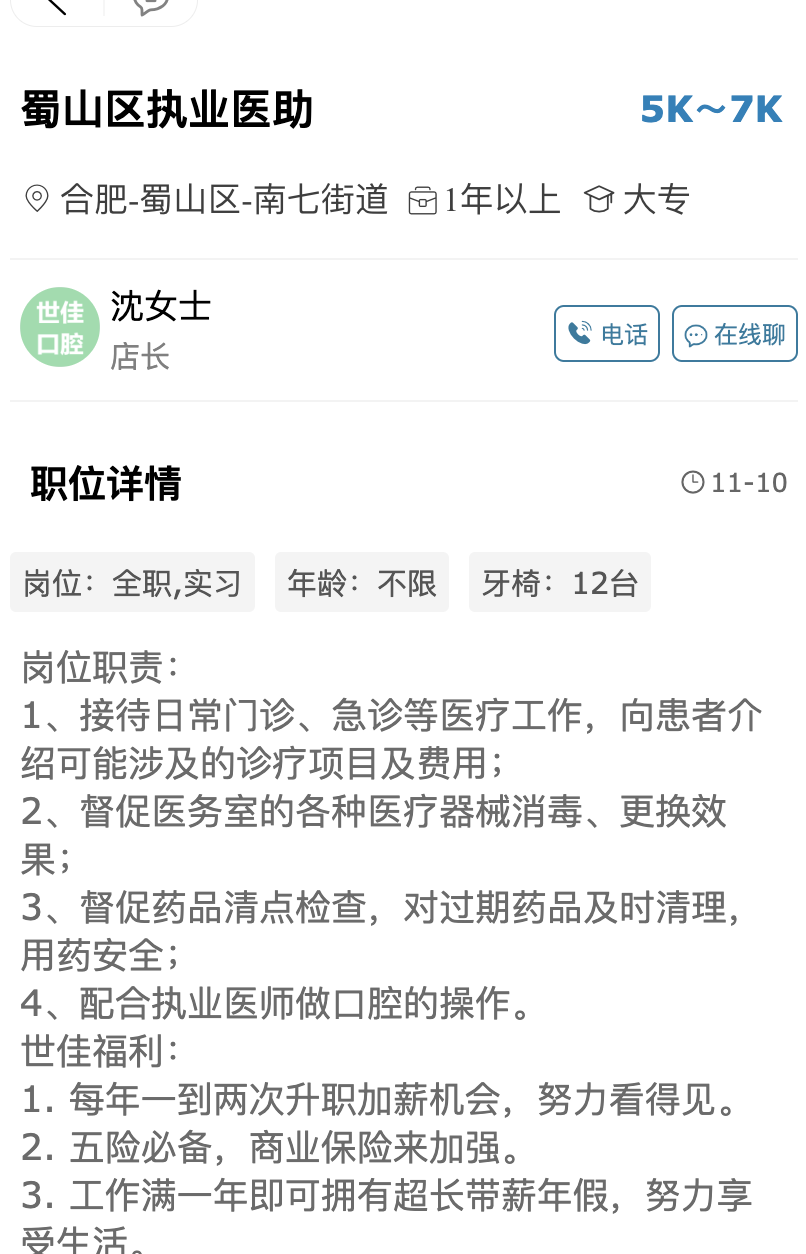 蜀山区执业医助
5K～7K
合肥-蜀山区-南七街道 1年以上 大专
世佳
口腔
沈女士
店长
电话
在线聊
职位详情
11-10
岗位：全职,实习 年龄：不限 牙椅：12台
岗位职责：
1、接待日常门诊、急诊等医疗工作，向患者介
绍可能涉及的诊疗项目及费用；
2、督促医务室的各种医疗器械消毒、更换效
果；
3、督促药品清点检查，对过期药品及时清理，
用药安全；
4、配合执业医师做口腔的操作。
世佳福利：
1. 每年一到两次升职加薪机会，努力看得见。
2. 五险必备，商业保险来加强。
3. 工作满一年即可拥有超长带薪年假，努力享
受生活。